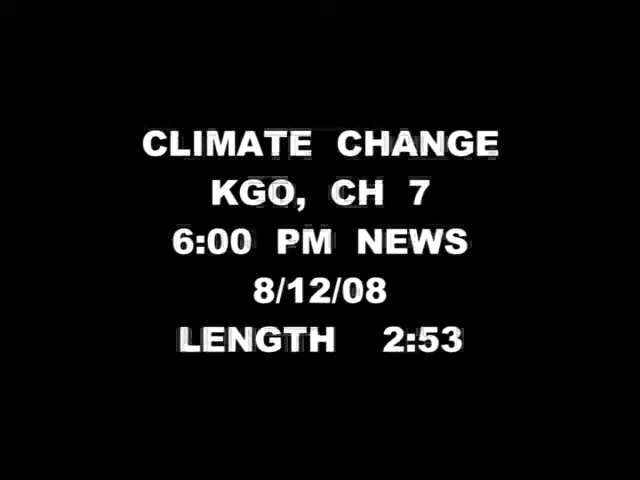 CLIMATE CHANGE
KGO, CH 7
6:00 PM NEWS
8/12/08
LENGTH 2:53